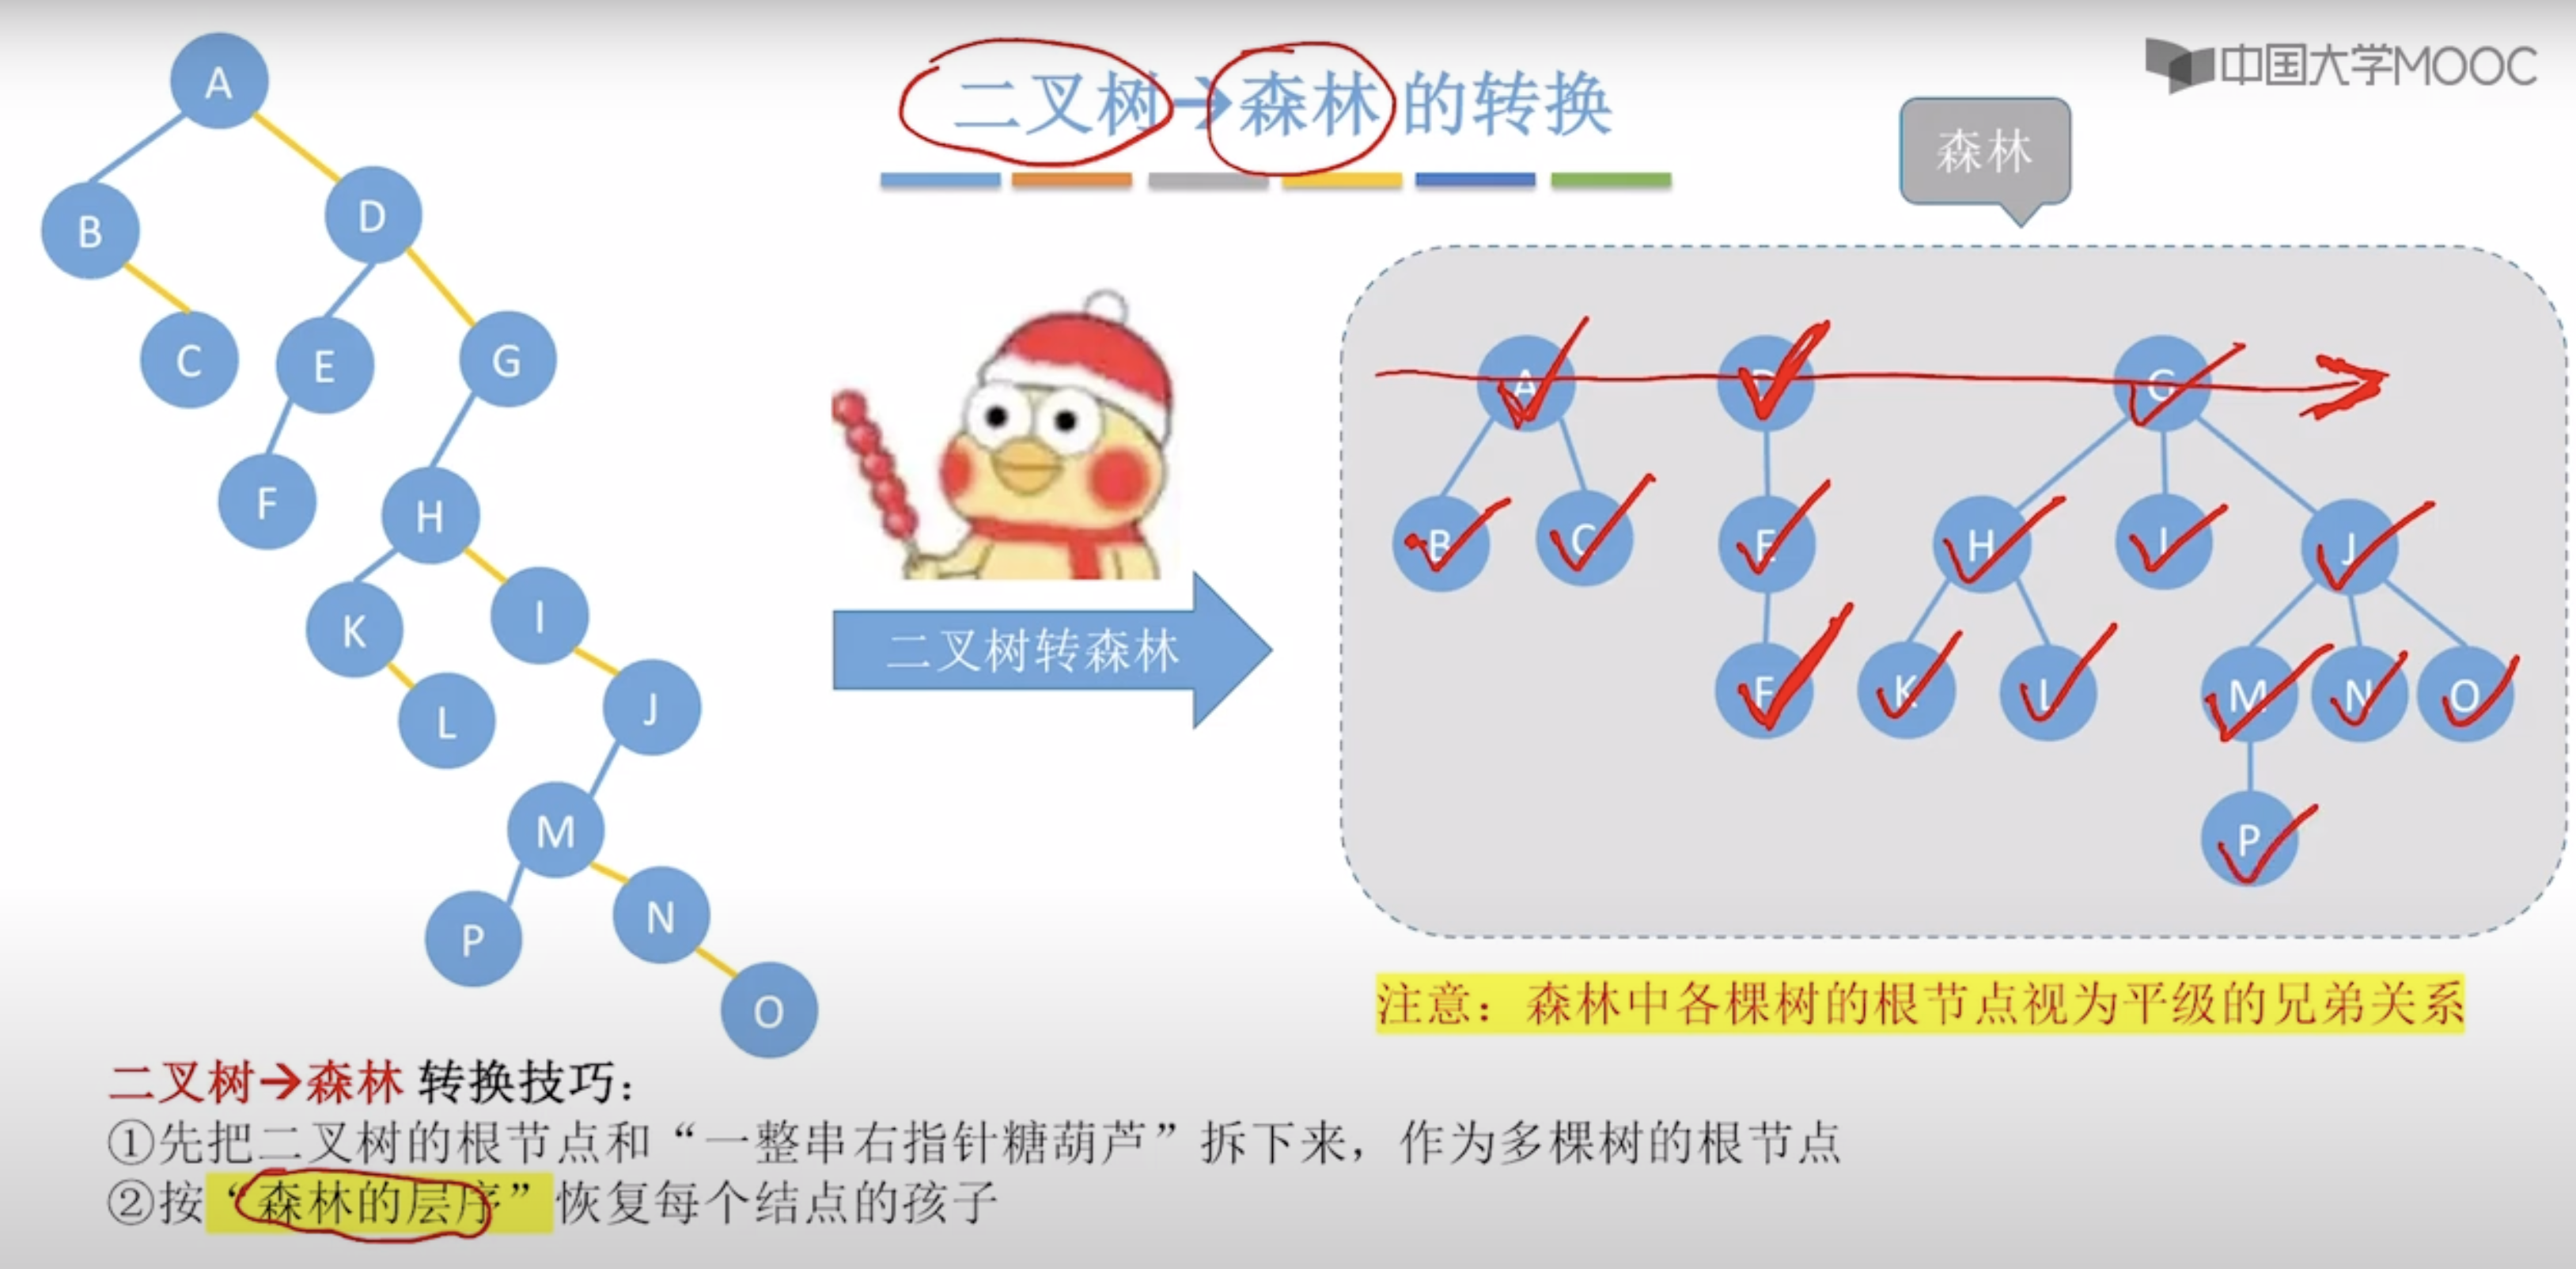 二叉树→森林 的转换
中国大学MOOC
森林
A
B
D
C
E
G
F
H
K
I
L
J
M
P
N
O
二叉树转森林
A
D
G
B
C
E
H
I
J
F
K
L
M
N
O
P
注意：森林中各棵树的根节点视为平级的兄弟关系
二叉树→森林 转换技巧：
①先把二叉树的根节点和“一整串右指针糖葫芦”拆下来，作为多棵树的根节点
②按“森林的层序”恢复每个结点的孩子